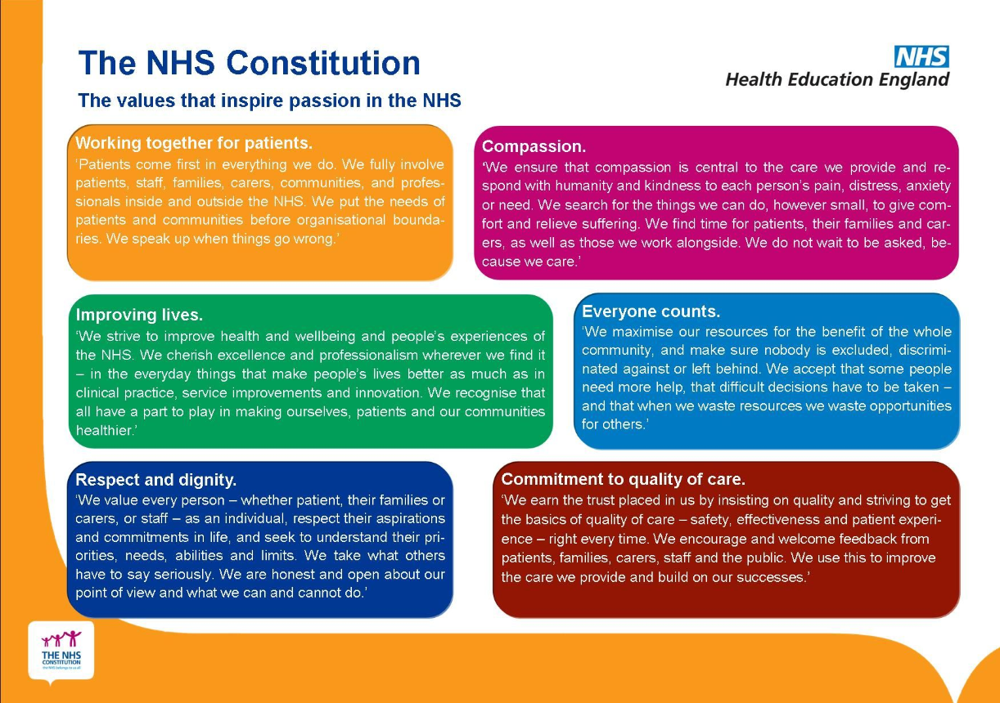 The NHS Constitution
The values that inspire passion in the NHS
NHS
Health Education England
Working together for patients.
‘Patients come first in everything we do. We fully involve
patients, staff, families, carers, communities, and profes-
sionals inside and outside the NHS. We put the needs of
patients and communities before organisational bounda-
ries. We speak up when things go wrong.’
Compassion.
‘We ensure that compassion is central to the care we provide and re-
spond with humanity and kindness to each person’s pain, distress, anxiety
or need. We search for the things we can do, however small, to give com-
fort and relieve suffering. We find time for patients, their families and car-
ers, as well as those we work alongside. We do not wait to be asked, be-
cause we care.’
Improving lives.
‘We strive to improve health and wellbeing and people’s experiences of
the NHS. We cherish excellence and professionalism wherever we find it
– in the everyday things that make people’s lives better as much as in
clinical practice, service improvements and innovation. We recognise that
all have a part to play in making ourselves, patients and our communities
healthier.’
Everyone counts.
‘We maximise our resources for the benefit of the whole
community, and make sure nobody is excluded, discrimi-
nated against or left behind. We accept that some people
need more help, that difficult decisions have to be taken –
and that when we waste resources we waste opportunities
for others.’
Respect and dignity.
‘We value every person – whether patient, their families or
carers, or staff – as an individual, respect their aspirations
and commitments in life, and seek to understand their pri-
orities, needs, abilities and limits. We take what others
have to say seriously. We are honest and open about our
point of view and what we can and cannot do.’
Commitment to quality of care.
‘We earn the trust placed in us by insisting on quality and striving to get
the basics of quality of care – safety, effectiveness and patient experi-
ence – right every time. We encourage and welcome feedback from
patients, families, carers, staff and the public. We use this to improve
the care we provide and build on our successes.’
THE NHS
CONSTITUTION
the NHS belongs to us all